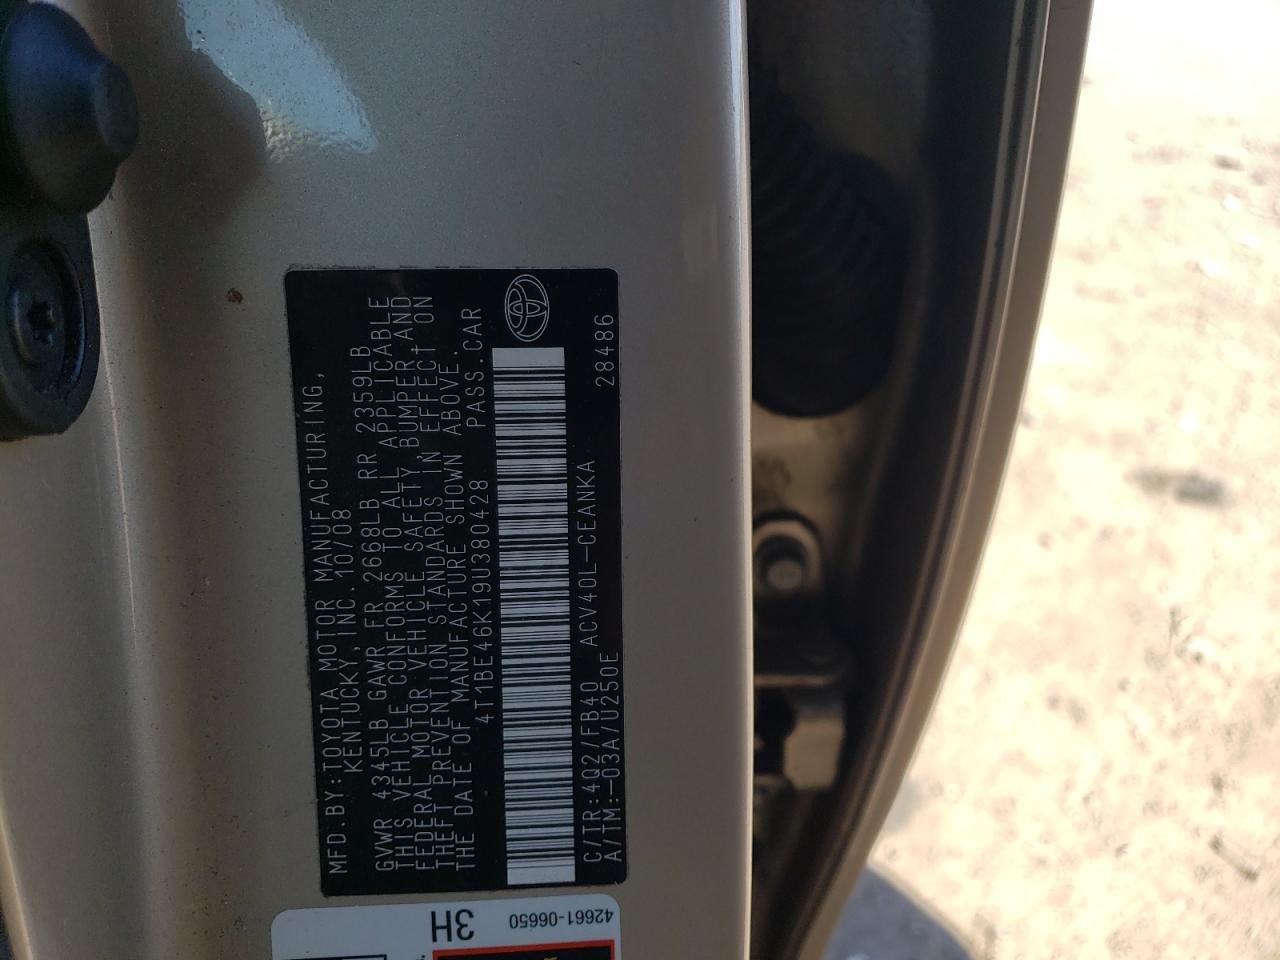 MFD.BY:TOYOTA MOTOR MANUFACTURING,
KENTUCKY, INC. 10/08
GVWR 4345LB GAWR FR 2668LB RR 2359LB
THIS VEHICLE CONFORMS TO ALL APPLICABLE
FEDERAL MOTOR VEHICLE SAFETY, BUMPER, AND
THEFT PREVENTION STANDARDS IN EFFECT ON
THE DATE OF MANUFACTURE SHOWN ABOVE.
4T1BE46K19U380428 PASS.CAR
C/TR:4Q2/FB40 ACV40L-CEANKA 28486
A/TM:-03A/U250E
42661-06650
3H